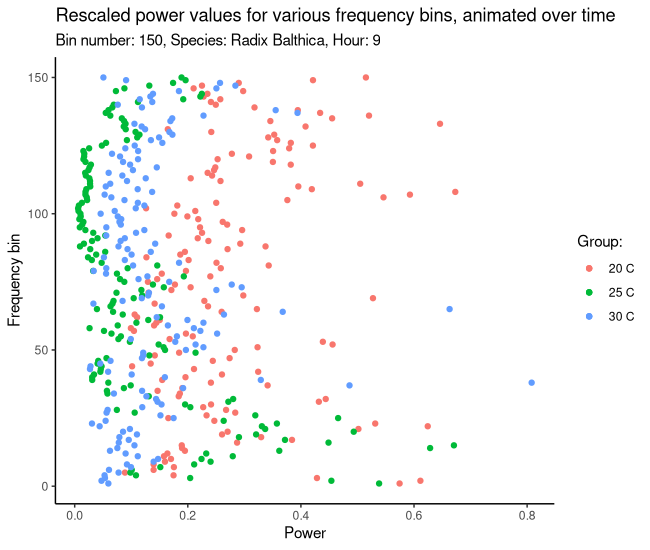 Rescaled power values for various frequency bins, animated over time
Bin number: 150, Species: Radix Balthica, Hour: 9
150
100
50
0
Frequency bin
0.0 0.2 0.4 0.6 0.8
Power
Group:
20 C
25 C
30 C